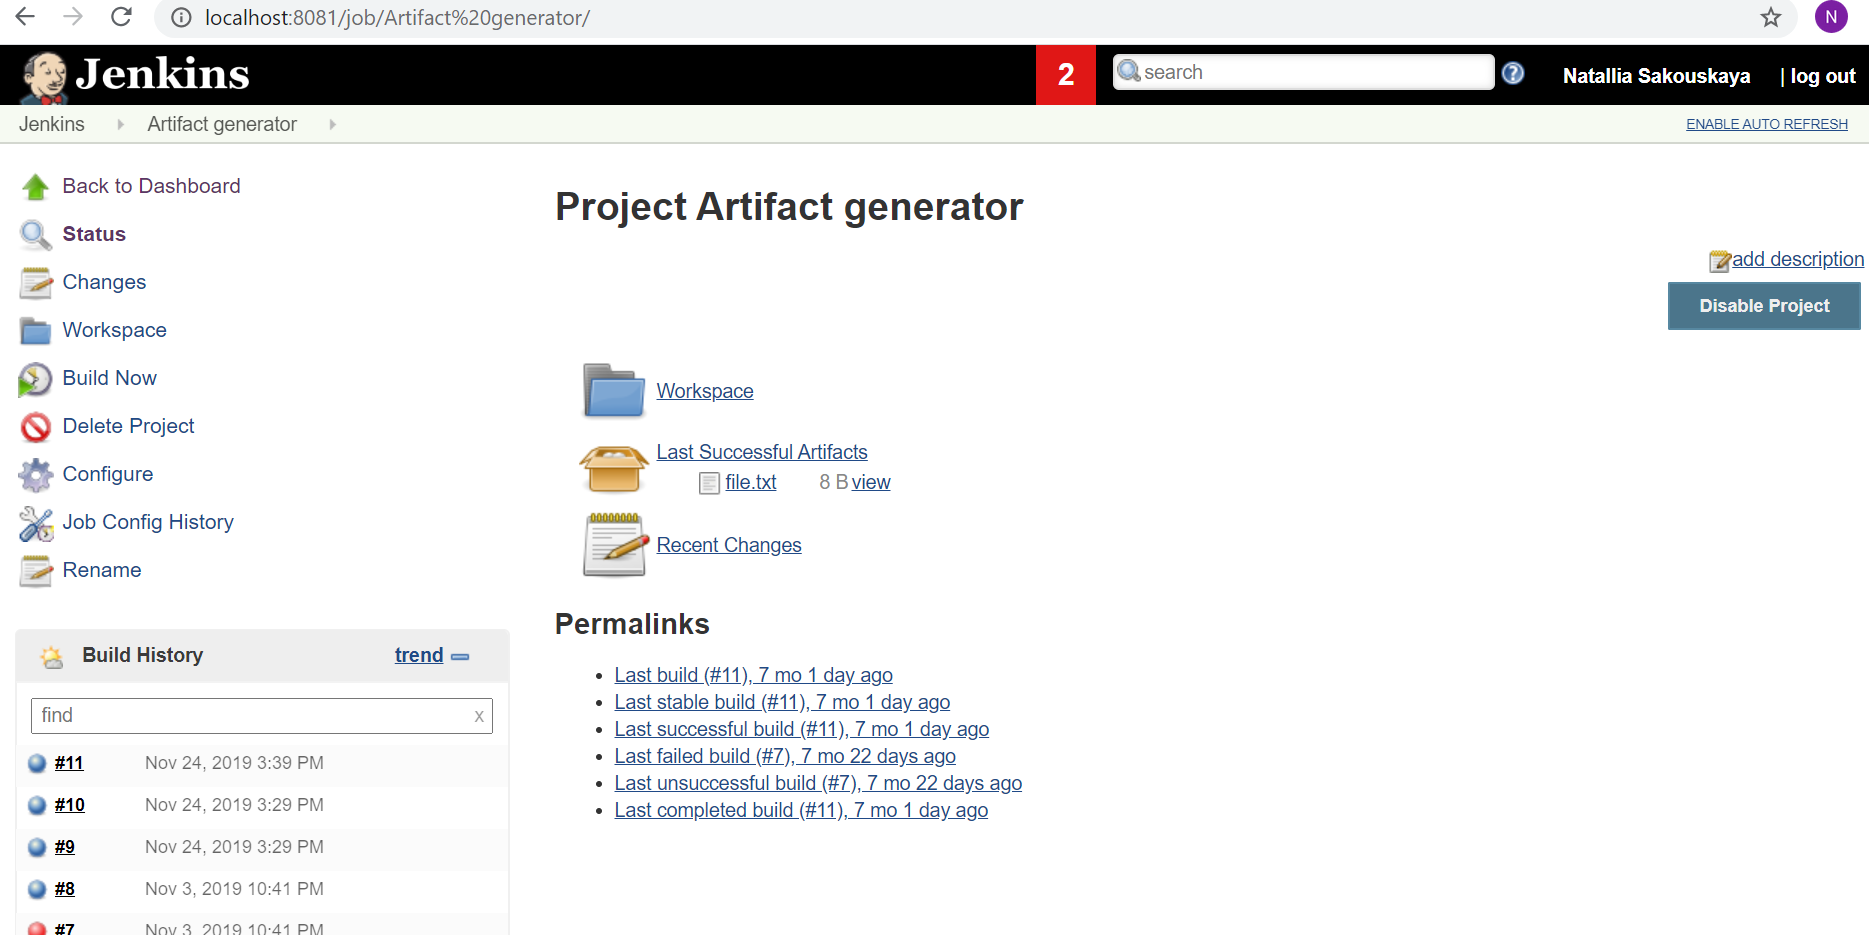 localhost:8081/job/Artifact%20generator/
N
Jenkins
2
search
Natallia Sakouskaya
| log out
Jenkins
Artifact generator
ENABLE AUTO REFRESH
Back to Dashboard
Status
Changes
Workspace
Build Now
Delete Project
Configure
Job Config History
Rename
Project Artifact generator
add description
Disable Project
Workspace
Last Successful Artifacts
file.txt 8 B view
Recent Changes
Permalinks
Last build (#11), 7 mo 1 day ago
Last stable build (#11), 7 mo 1 day ago
Last successful build (#11), 7 mo 1 day ago
Last failed build (#7), 7 mo 22 days ago
Last unsuccessful build (#7), 7 mo 22 days ago
Last completed build (#11), 7 mo 1 day ago
Build History
trend
find x
#11 Nov 24, 2019 3:39 PM
#10 Nov 24, 2019 3:29 PM
#9 Nov 24, 2019 3:29 PM
#8 Nov 3, 2019 10:41 PM
#7 Nov 3, 2019 10:41 PM